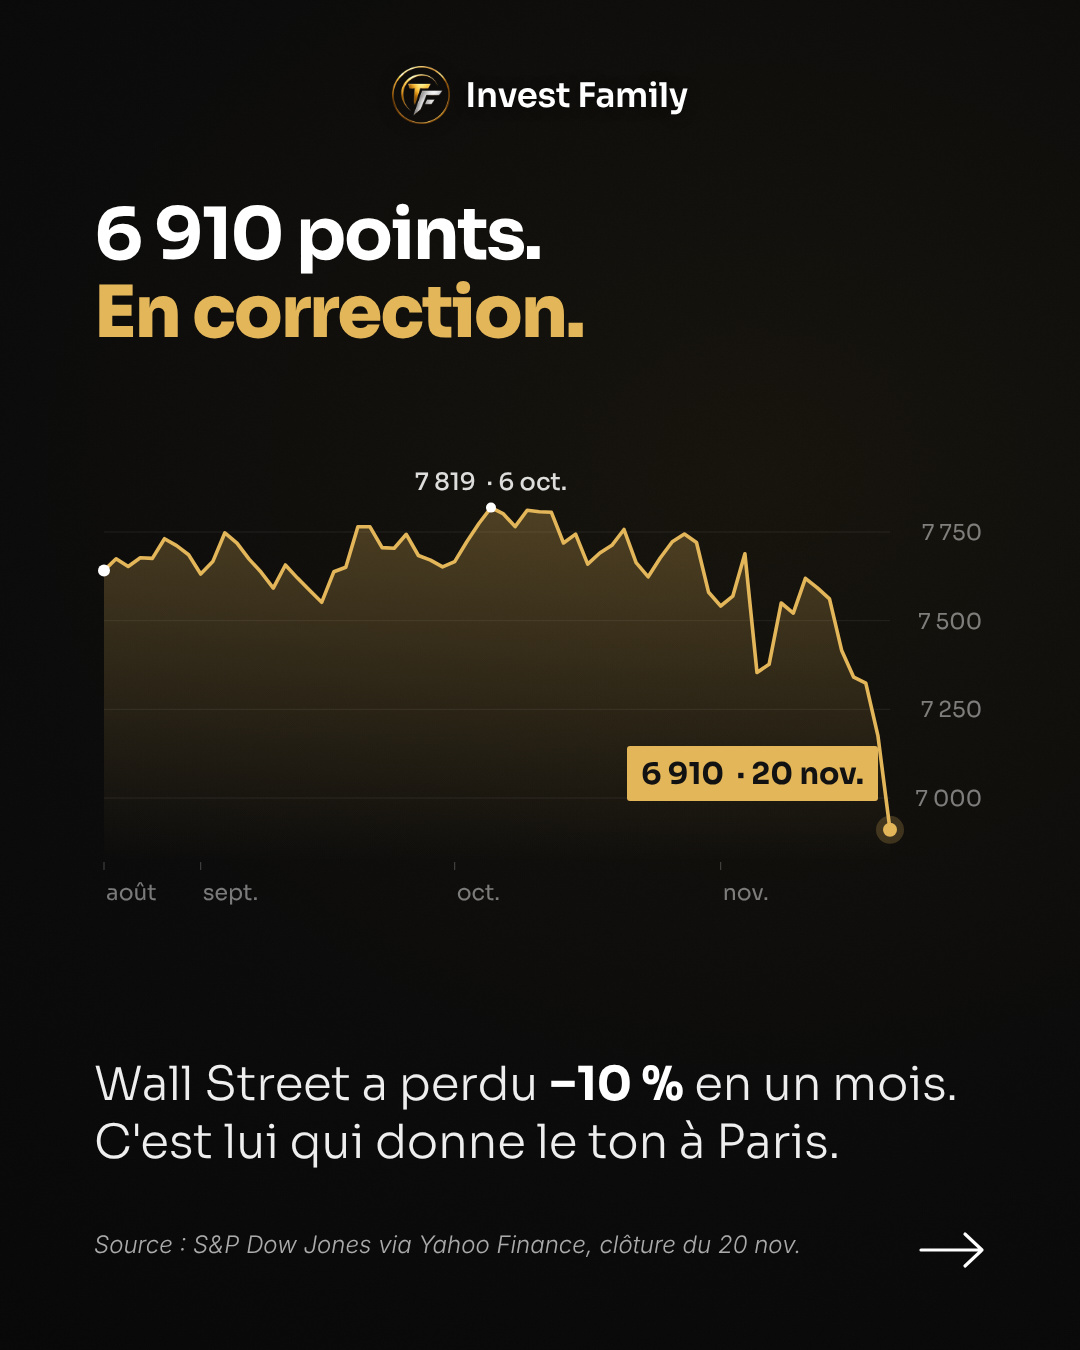 TF Invest Family
6 910 points.
En correction.
7 819 · 6 oct.
7 750
7 500
7 250
6 910 · 20 nov.
7 000
août sept. oct. nov.
Wall Street a perdu −10 % en un mois.
C'est lui qui donne le ton à Paris.
Source : S&P Dow Jones via Yahoo Finance, clôture du 20 nov.